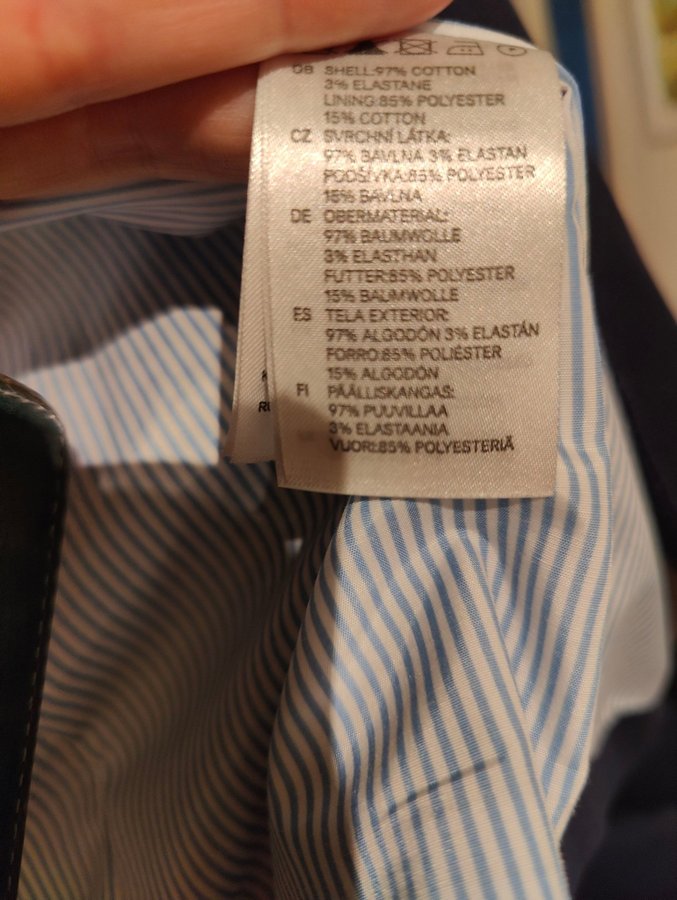 GB SHELL:97% COTTON
3% ELASTANE
LINING:85% POLYESTER
15% COTTON
CZ SVRCHNÍ LÁTKA:
97% BAVLNA 3% ELASTAN
PODŠÍVKA:85% POLYESTER
15% BAVLNA
DE OBERMATERIAL:
97% BAUMWOLLE
3% ELASTHAN
FUTTER:85% POLYESTER
15% BAUMWOLLE
ES TELA EXTERIOR:
97% ALGODÓN 3% ELASTÁN
FORRO:85% POLIÉSTER
15% ALGODÓN
FI PÄÄLLISKANGAS:
97% PUUVILLAA
3% ELASTAANIA
VUORI:85% POLYESTERIÄ